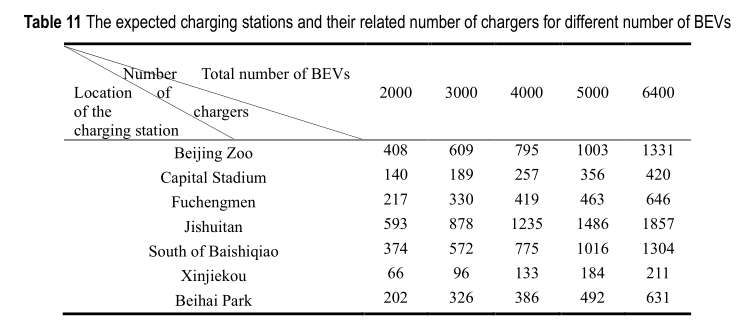 Table 11 The expected charging stations and their related number of chargers for different number of BEVs
Number of chargers
Total number of BEVs
Location of the charging station
2000 3000 4000 5000 6400
Beijing Zoo 408 609 795 1003 1331
Capital Stadium 140 189 257 356 420
Fuchengmen 217 330 419 463 646
Jishuitan 593 878 1235 1486 1857
South of Baishiqiao 374 572 775 1016 1304
Xinjiekou 66 96 133 184 211
Beihai Park 202 326 386 492 631